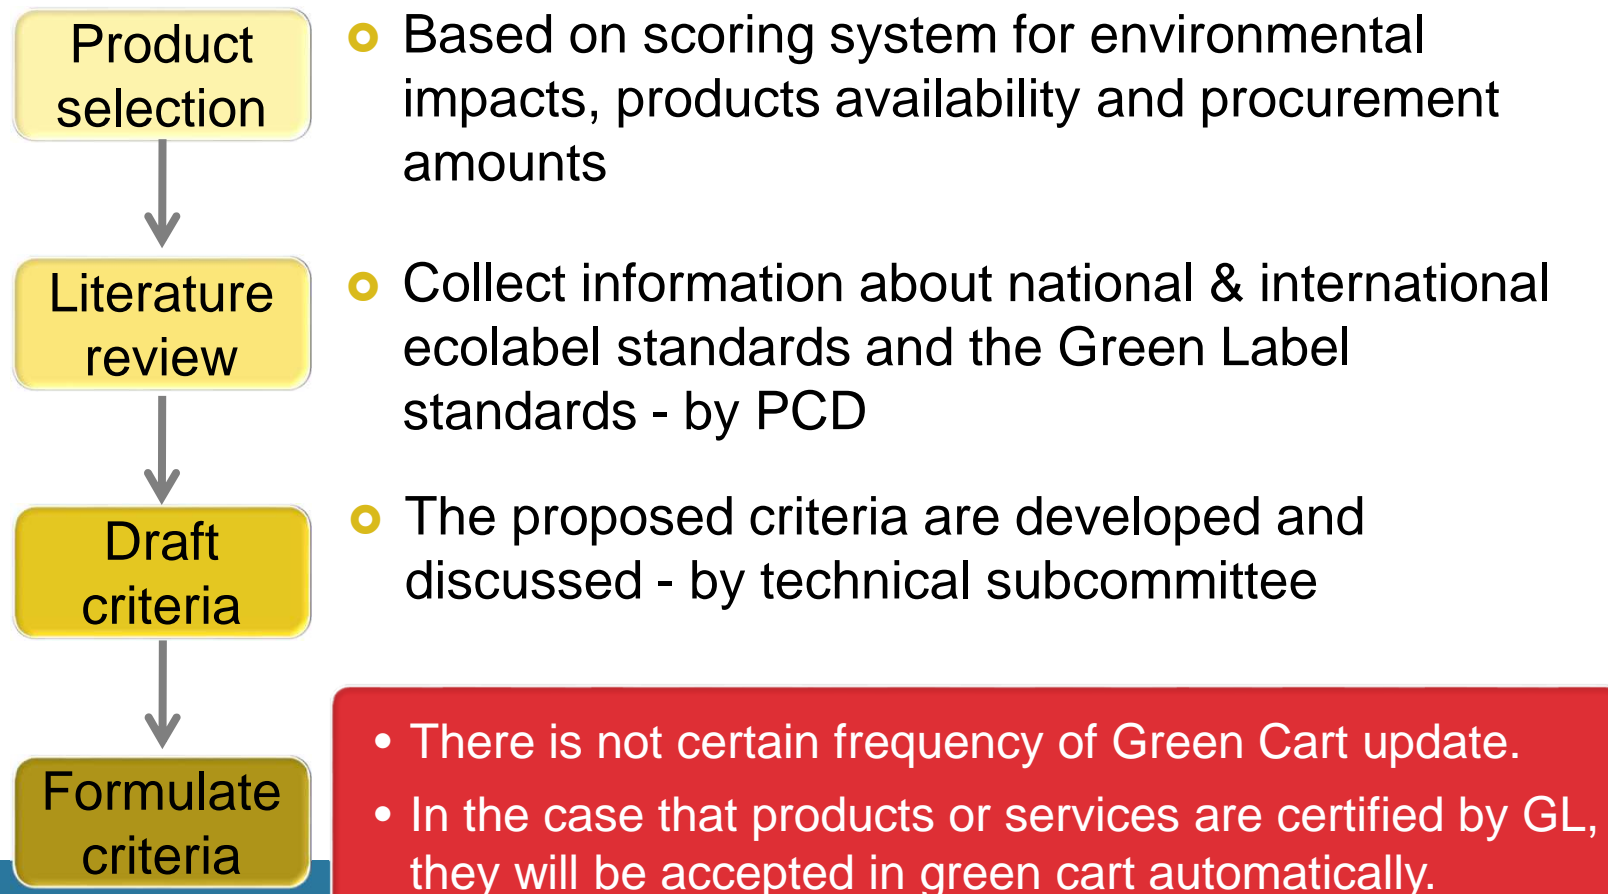 Product
selection
Based on scoring system for environmental
impacts, products availability and procurement
amounts
Literature
review
Collect information about national & international
ecolabel standards and the Green Label
standards - by PCD
Draft
criteria
The proposed criteria are developed and
discussed - by technical subcommittee
Formulate
criteria
• There is not certain frequency of Green Cart update.
• In the case that products or services are certified by GL,
they will be accepted in green cart automatically.